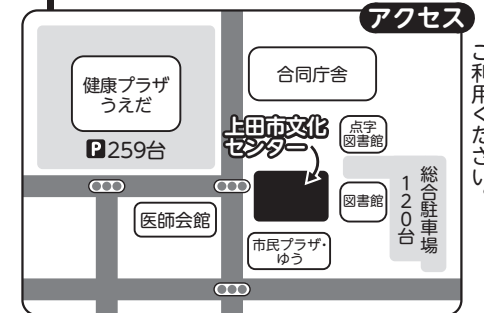 アクセス
ご利用ください。
健康プラザ
うえだ
P259台
合同庁舎
上田市文化
センター
点字
図書館
図書館
総合駐車場
120台
医師会館
市民プラザ・
ゆう